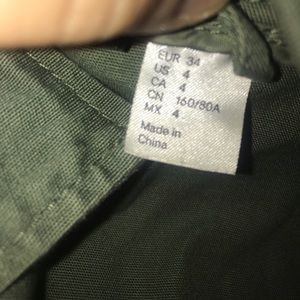 EUR 34
US 4
CA 4
CN 160/80A
MX 4
Made in
China